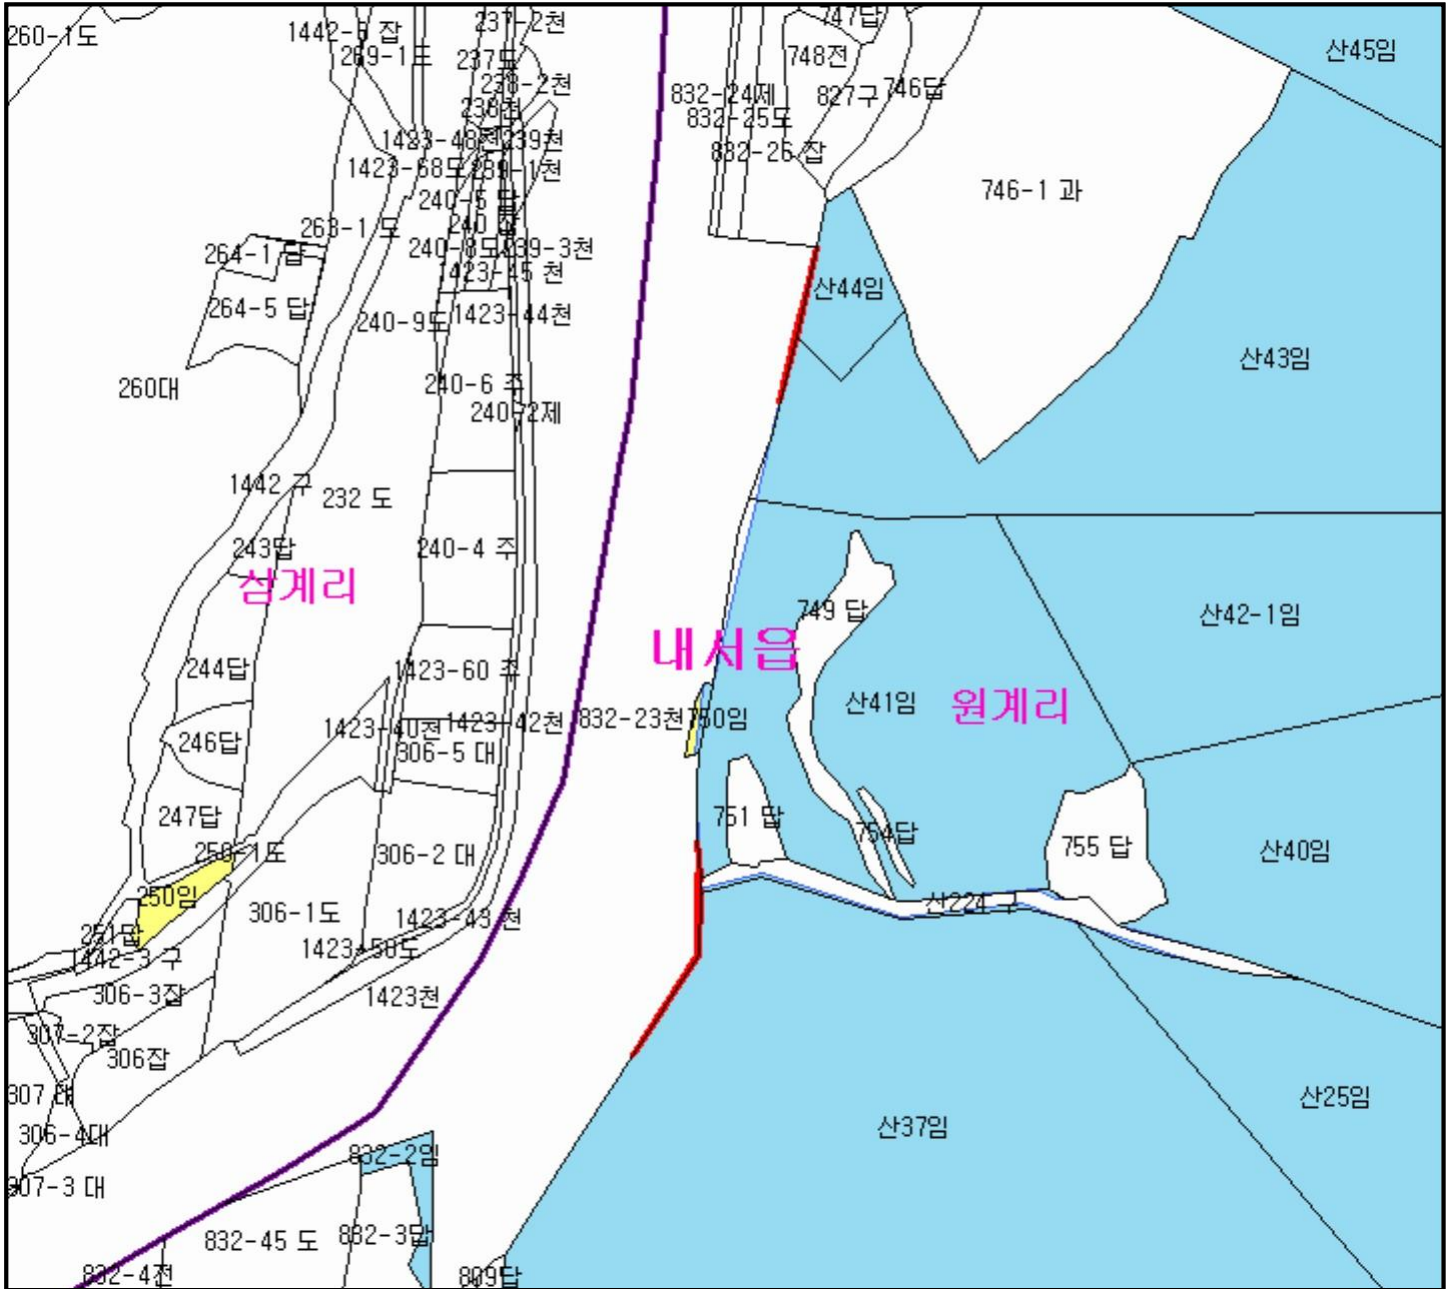 260-1도
1442-8 잡
269-1도
237-2천
237도
238-2천
238천
1423-48천
239천
1423-68도
239-1천
240-5 답
240 잡
240-8도
239-3천
1423-45 천
263-1 도
264-1 답
264-5 답
240-9도
1423-44천
260대
240-6 주
240-2제
747답
748전
832-24제
827구
746답
832-25도
832-26 잡
746-1 과
산45임
산44임
산43임
1442 구
232 도
243답
240-4 주
삼계리
내서읍
749 답
산42-1임
244답
1423-60 주
산41임
원계리
246답
1423-40천
1423-42천
832-23천
750임
306-5 대
247답
751 답
754답
755 답
산40임
250-1도
306-2 대
250임
306-1도
1423-43 천
산224 구
251답
1442-3 구
1423-50도
306-3잡
1423천
307-2잡
306잡
307 대
306-4대
307-3 대
산37임
산25임
832-2임
832-45 도
832-3답
832-4전
809답